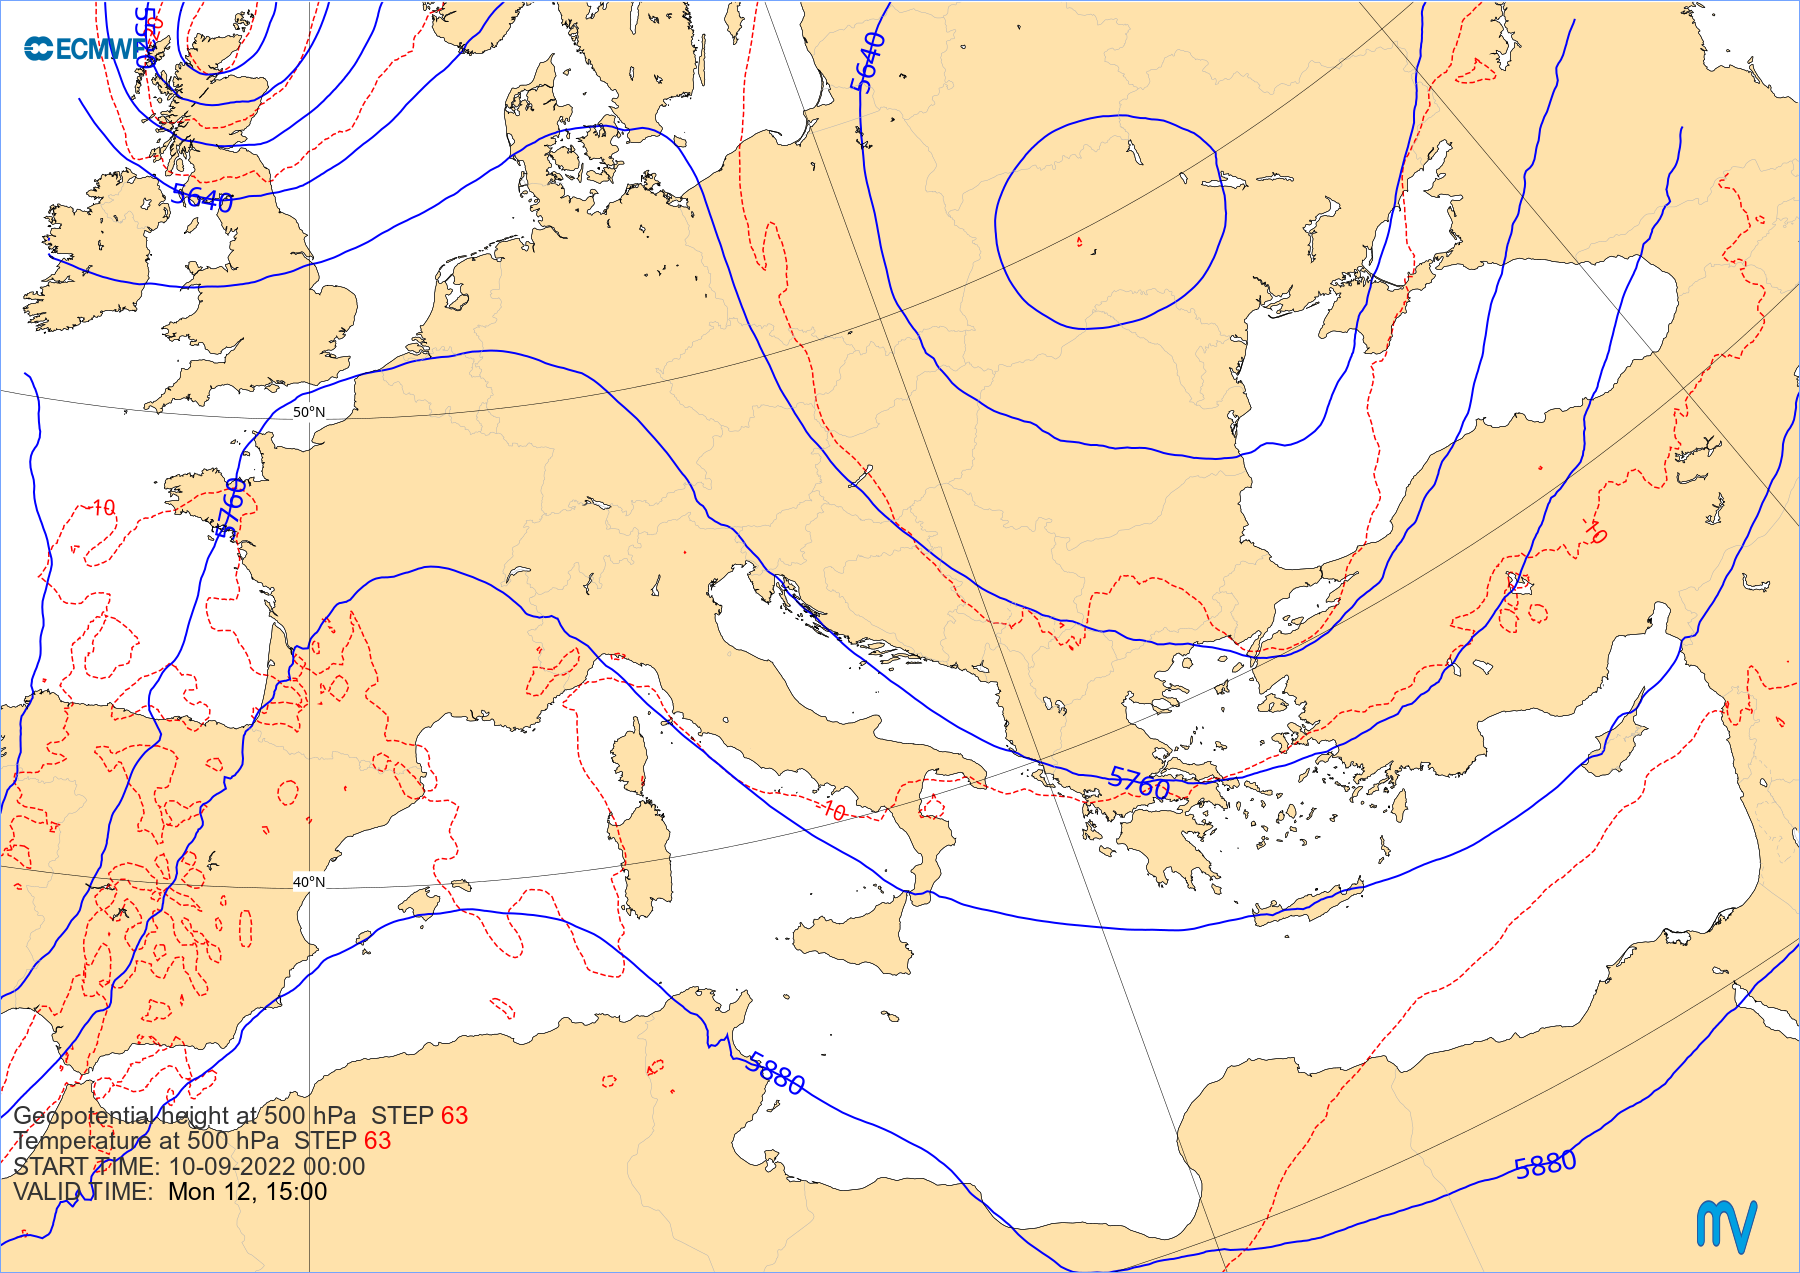 ECMWF
5640
5640
50°N
-10
5760
-10
5760
-10
40°N
5880
Geopotential height at 500 hPa STEP 63
Temperature at 500 hPa STEP 63
START TIME: 10-09-2022 00:00
VALID TIME: Mon 12, 15:00
5880